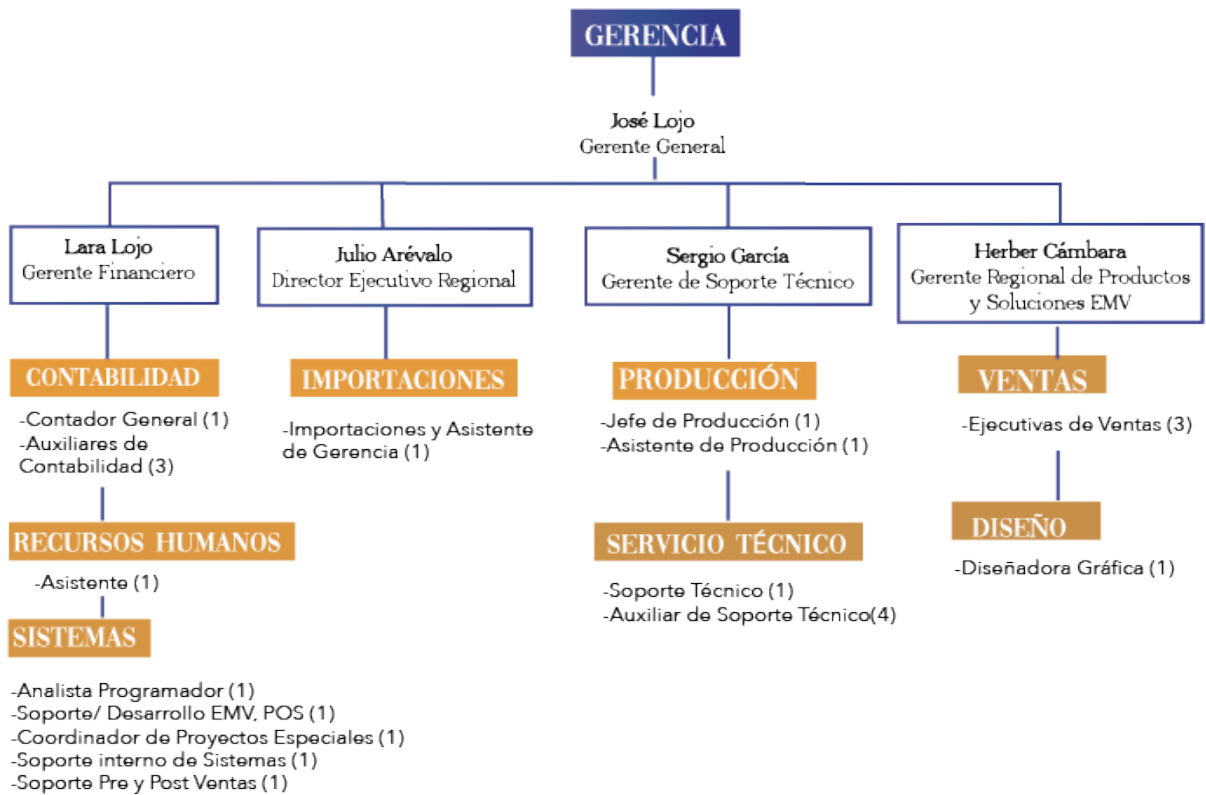 GERENCIA
José Lojo
Gerente General
Lara Lojo
Gerente Financiero
Julio Arévalo
Director Ejecutivo Regional
Sergio García
Gerente de Soporte Técnico
Herber Cámbara
Gerente Regional de Productos
y Soluciones EMV
CONTABILIDAD
-Contador General (1)
-Auxiliares de
Contabilidad (3)
RECURSOS HUMANOS
-Asistente (1)
SISTEMAS
-Analista Programador (1)
-Soporte/ Desarrollo EMV, POS (1)
-Coordinador de Proyectos Especiales (1)
-Soporte interno de Sistemas (1)
-Soporte Pre y Post Ventas (1)
IMPORTACIONES
-Importaciones y Asistente
de Gerencia (1)
PRODUCCIÓN
-Jefe de Producción (1)
-Asistente de Producción (1)
SERVICIO TÉCNICO
-Soporte Técnico (1)
-Auxiliar de Soporte Técnico(4)
VENTAS
-Ejecutivas de Ventas (3)
DISEÑO
-Diseñadora Gráfica (1)